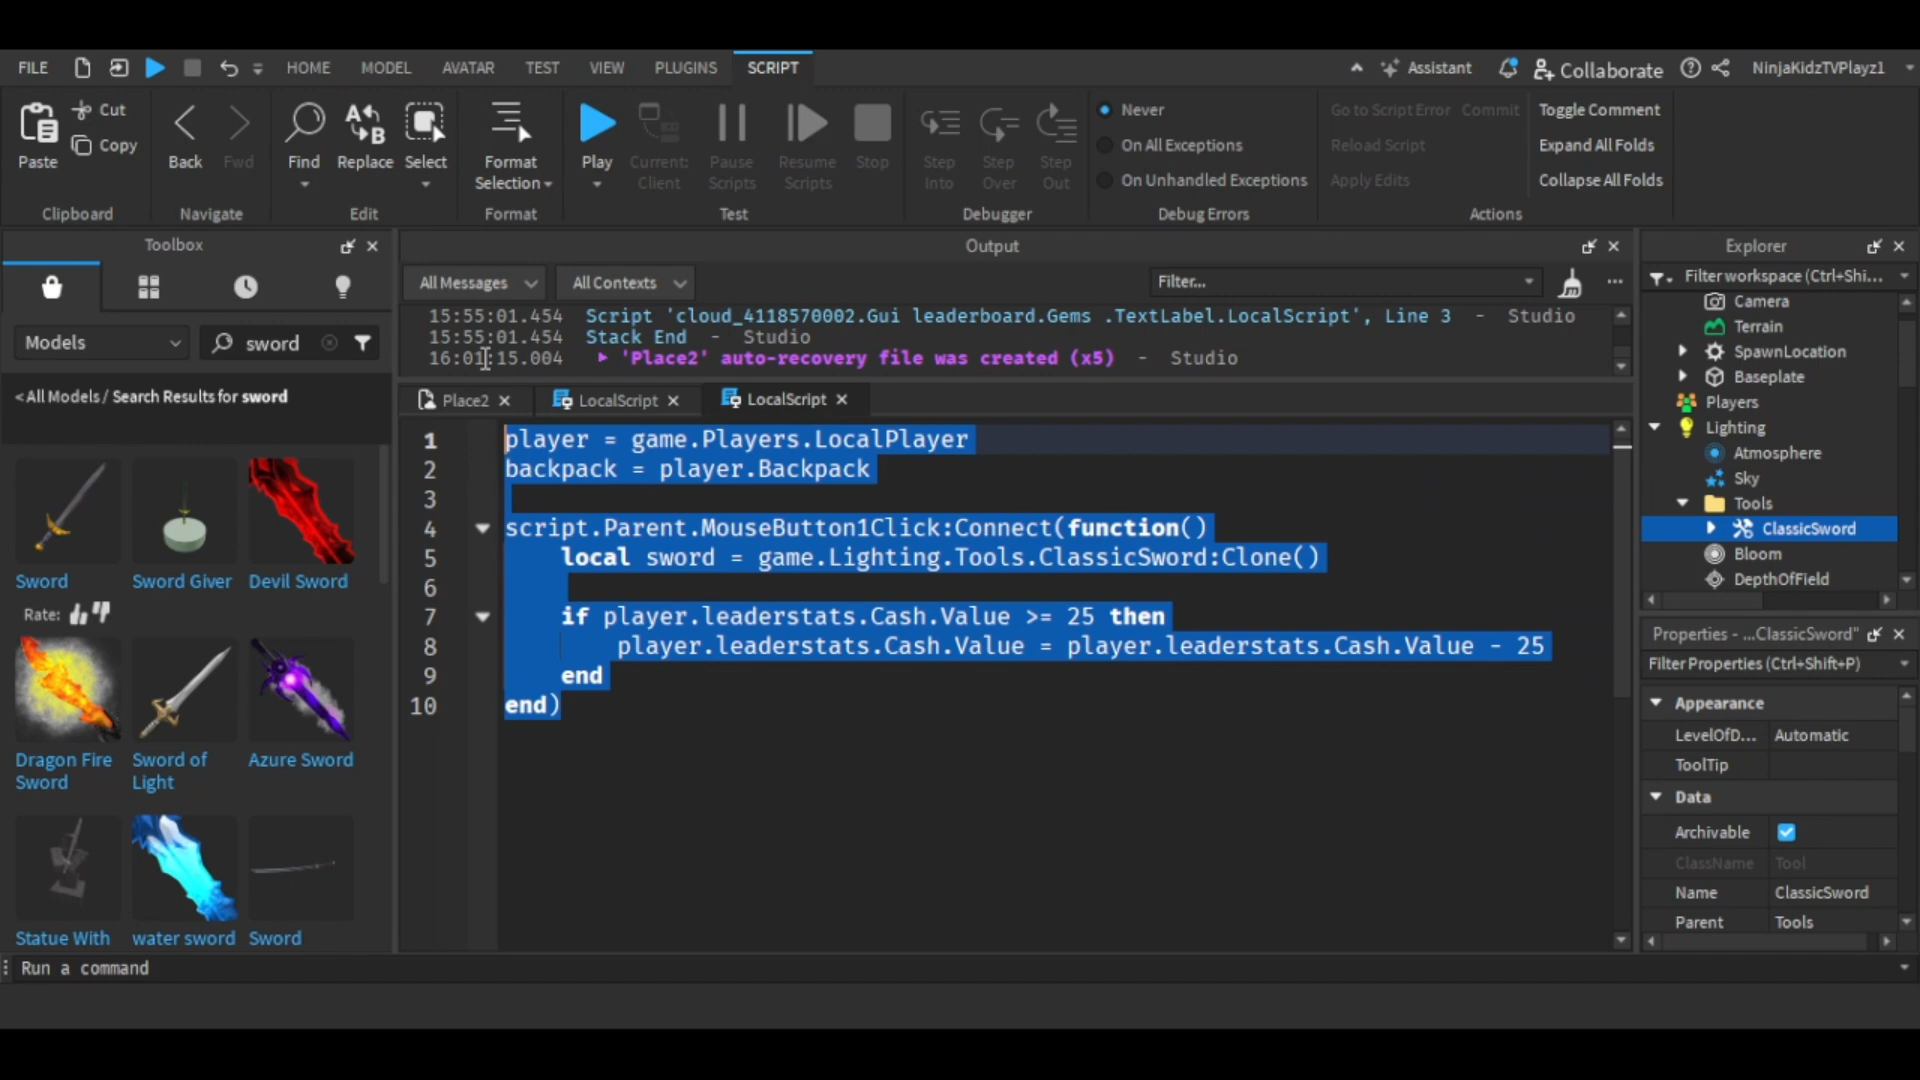 FILE HOME MODEL AVATAR TEST VIEW PLUGINS SCRIPT Assistant Collaborate NinjaKidzTVPlayz1
Paste Cut Copy
Clipboard
Back Fwd
Navigate
Find Replace Select
Edit
Format Selection
Format
Play Current: Client Pause Scripts Resume Scripts Stop
Test
Step Into Step Over Step Out
Debugger
Never
On All Exceptions
On Unhandled Exceptions
Debug Errors
Go to Script Error Commit Toggle Comment
Reload Script Expand All Folds
Apply Edits Collapse All Folds
Actions
Toolbox
Models sword
< All Models / Search Results for sword
Sword Sword Giver Devil Sword
Rate:
Dragon Fire Sword Sword of Light Azure Sword
Statue With water sword Sword
Output
All Messages All Contexts Filter...
15:55:01.454 Script 'cloud_4118570002.Gui leaderboard.Gems .TextLabel.LocalScript', Line 3 - Studio
15:55:01.454 Stack End - Studio
16:01:15.004 'Place2' auto-recovery file was created (x5) - Studio
Place2 LocalScript LocalScript
1 player = game.Players.LocalPlayer
2 backpack = player.Backpack
3
4 script.Parent.MouseButton1Click:Connect(function()
5 local sword = game.Lighting.Tools.ClassicSword:Clone()
6
7 if player.leaderstats.Cash.Value >= 25 then
8 player.leaderstats.Cash.Value = player.leaderstats.Cash.Value - 25
9 end
10 end)
Explorer
Filter workspace (Ctrl+Shi...
Camera
Terrain
SpawnLocation
Baseplate
Players
Lighting
Atmosphere
Sky
Tools
ClassicSword
Bloom
DepthOfField
Properties - ...ClassicSword"
Filter Properties (Ctrl+Shift+P)
Appearance
LevelOfD... Automatic
ToolTip
Data
Archivable
ClassName Tool
Name ClassicSword
Parent Tools
Run a command